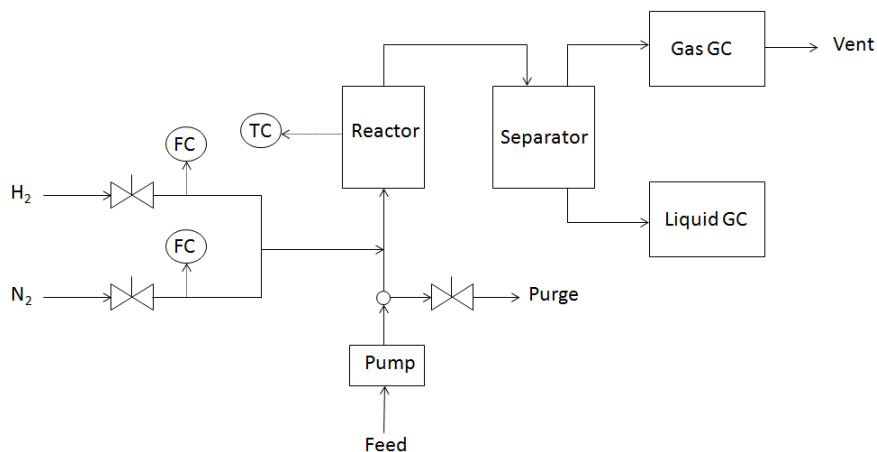 Gas GC
Vent
Reactor
TC
Separator
FC
H₂
Liquid GC
FC
N₂
Purge
Pump
Feed